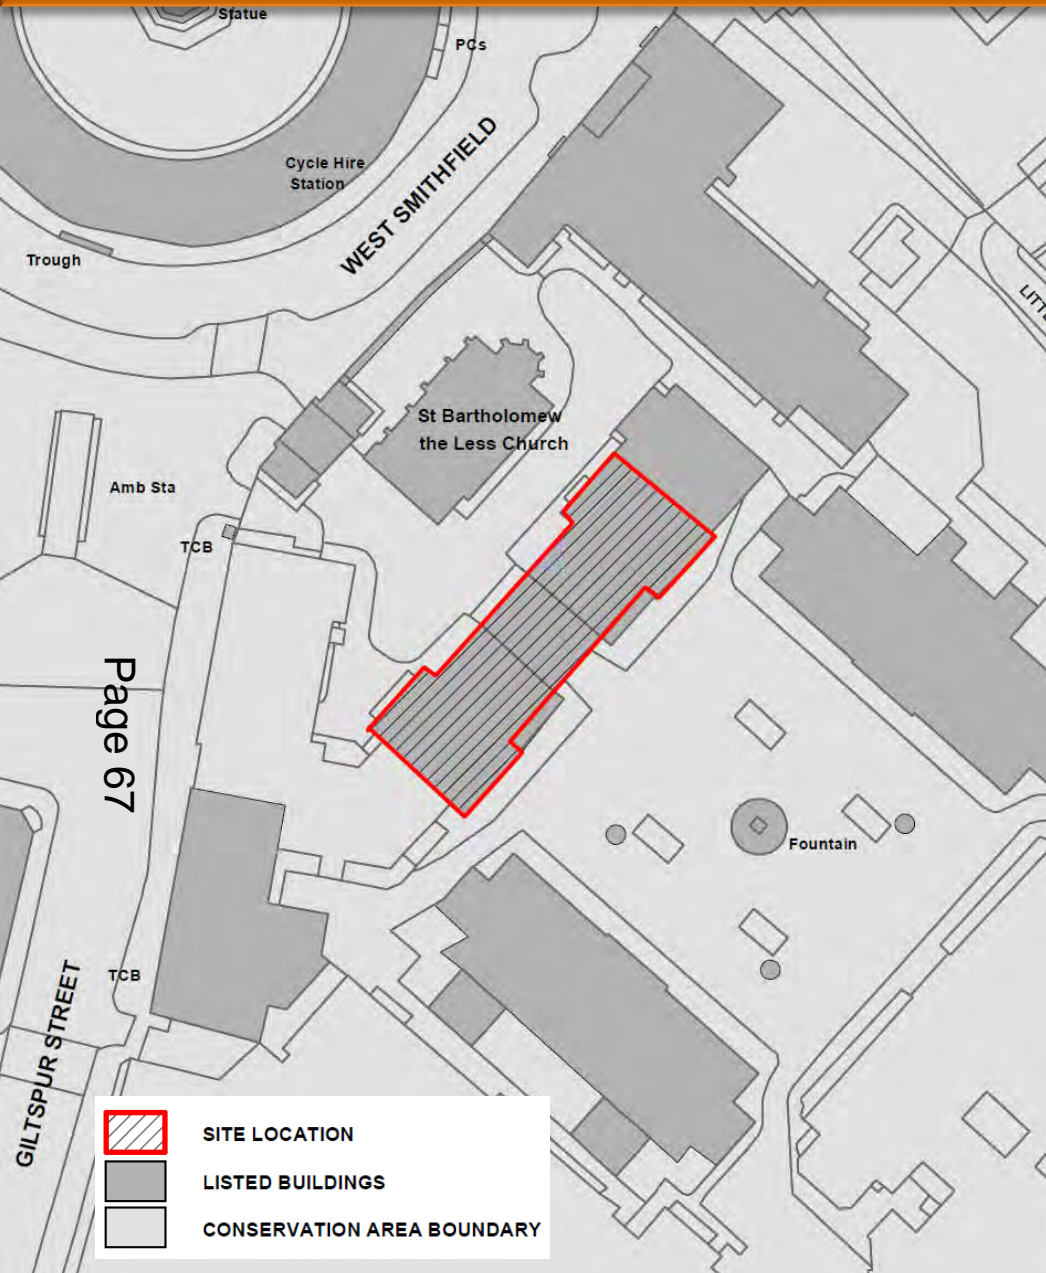 Statue
PCs
Cycle Hire
Station
WEST SMITHFIELD
Trough
St Bartholomew
the Less Church
Amb Sta
TCB
Page 67
Fountain
TCB
GILTSPUR STREET
SITE LOCATION
LISTED BUILDINGS
CONSERVATION AREA BOUNDARY